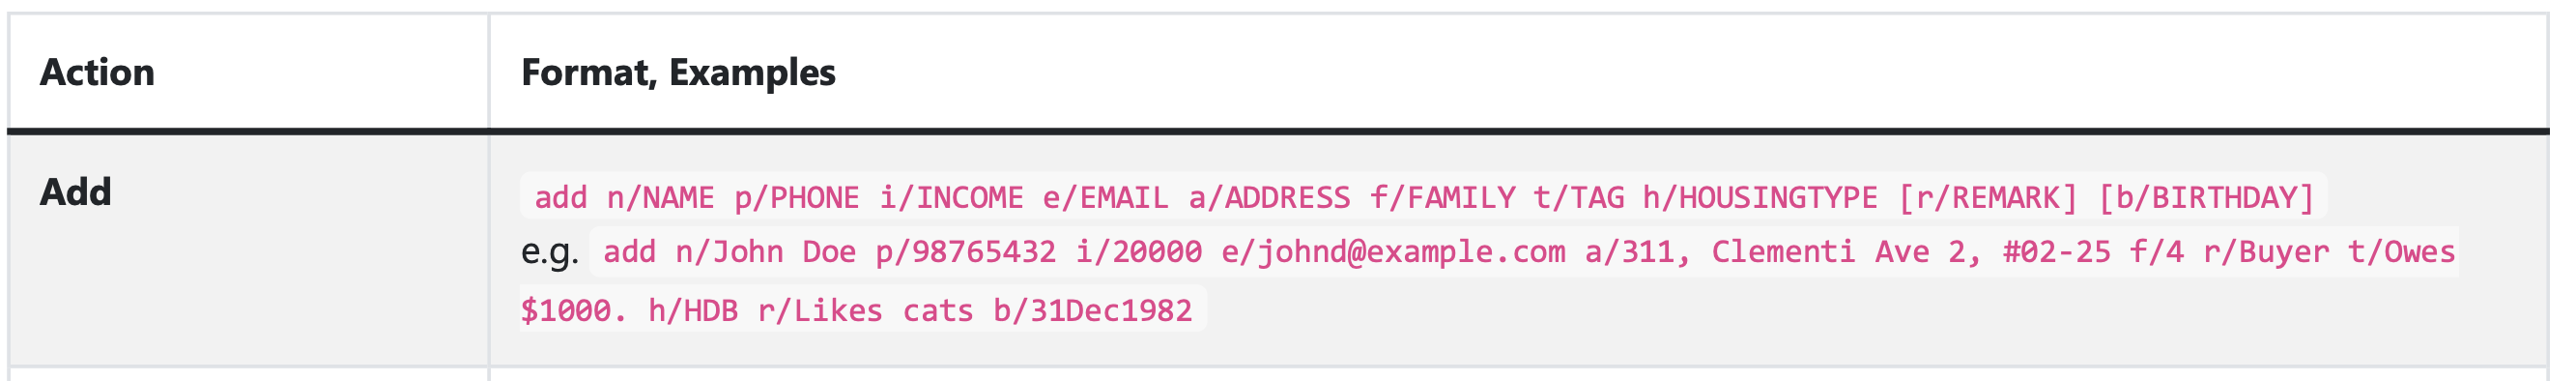 Action
Format, Examples
Add
add n/NAME p/PHONE i/INCOME e/EMAIL a/ADDRESS f/FAMILY t/TAG h/HOUSINGTYPE [r/REMARK] [b/BIRTHDAY]
e.g. add n/John Doe p/98765432 i/20000 e/johnd@example.com a/311, Clementi Ave 2, #02-25 f/4 r/Buyer t/Owes
$1000. h/HDB r/Likes cats b/31Dec1982